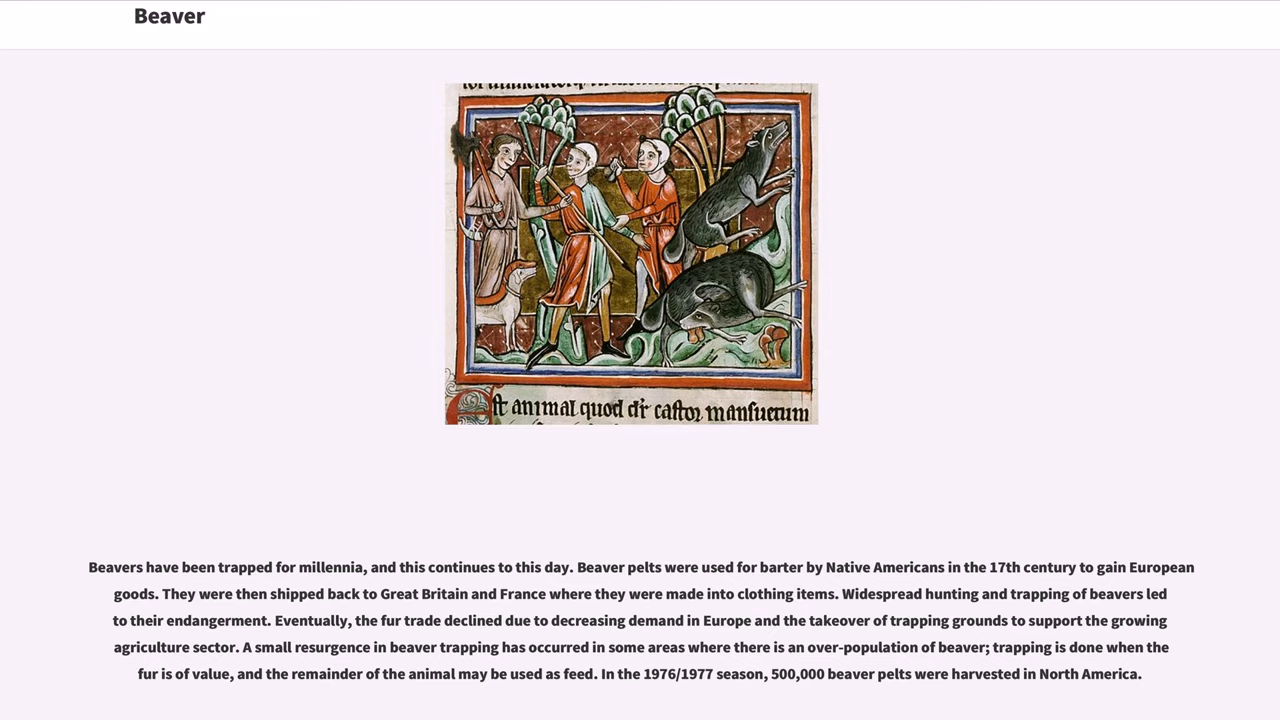 Beaver
Est animal quod dr castor mansuetum
Beavers have been trapped for millennia, and this continues to this day. Beaver pelts were used for barter by Native Americans in the 17th century to gain European
goods. They were then shipped back to Great Britain and France where they were made into clothing items. Widespread hunting and trapping of beavers led
to their endangerment. Eventually, the fur trade declined due to decreasing demand in Europe and the takeover of trapping grounds to support the growing
agriculture sector. A small resurgence in beaver trapping has occurred in some areas where there is an over-population of beaver; trapping is done when the
fur is of value, and the remainder of the animal may be used as feed. In the 1976/1977 season, 500,000 beaver pelts were harvested in North America.